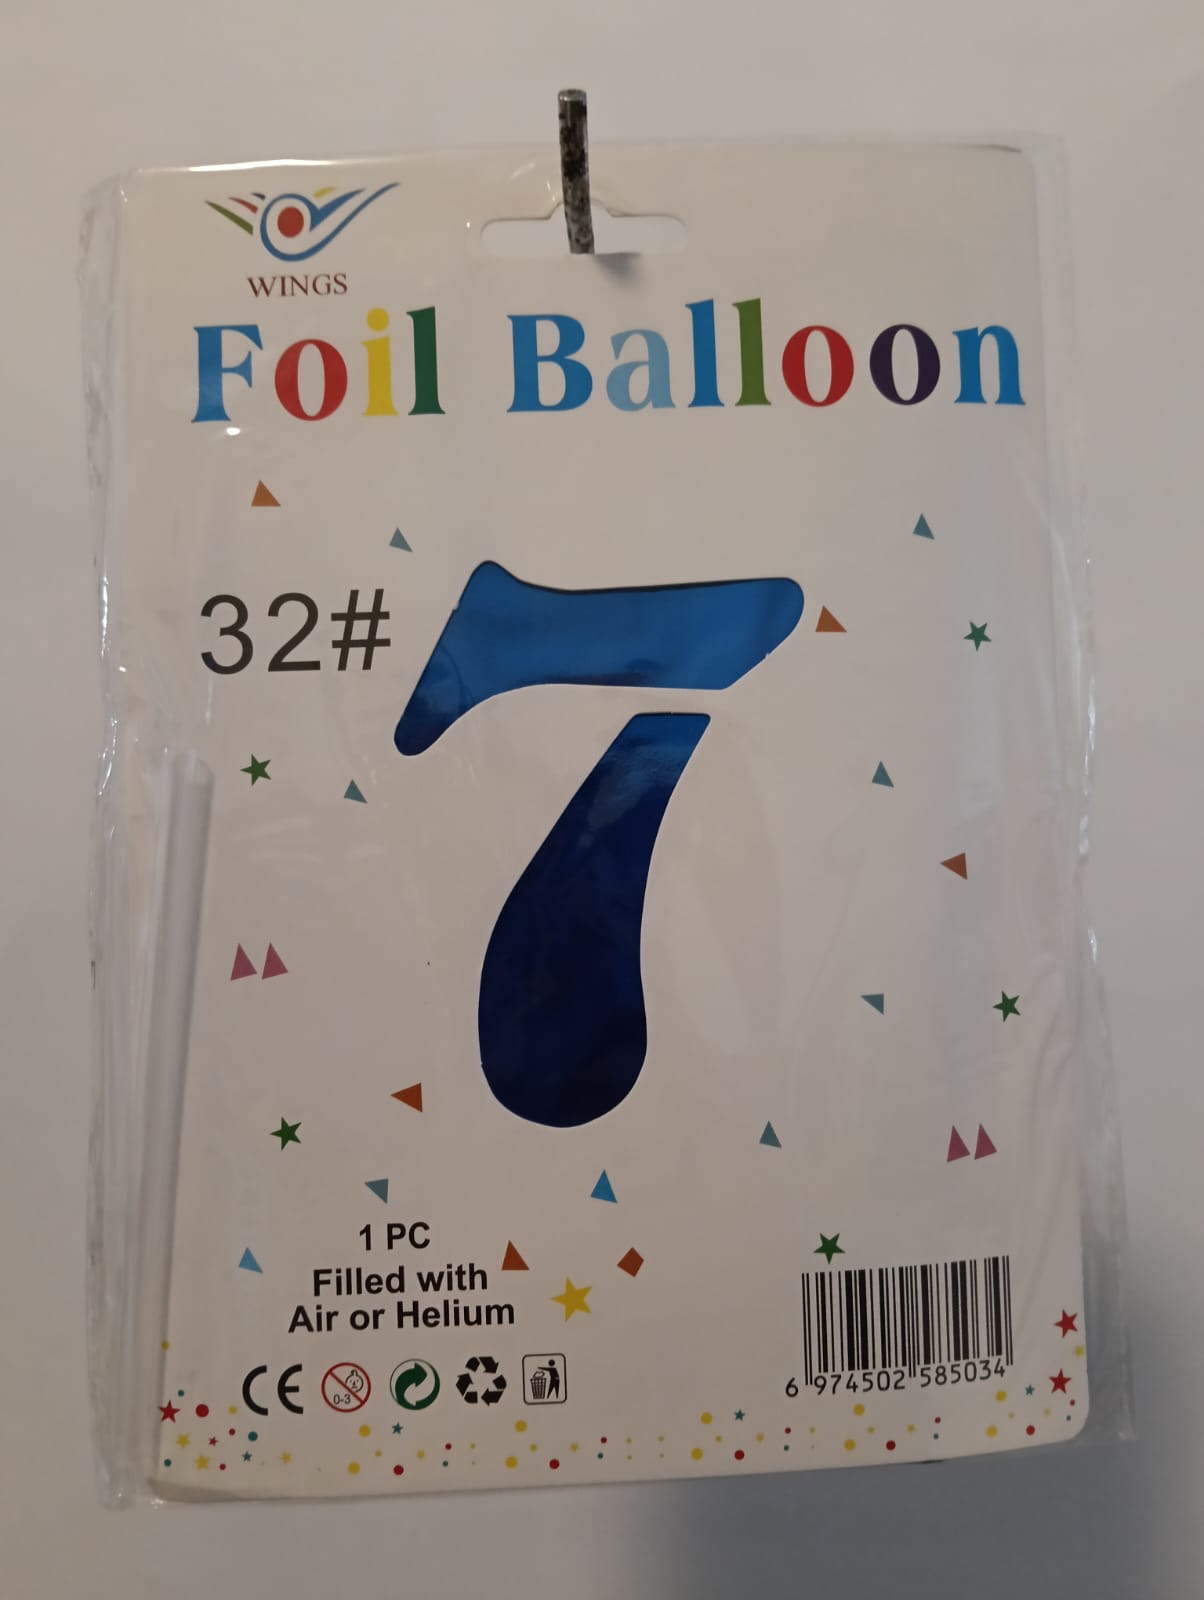 WINGS
Foil Balloon
32#
7
1 PC
Filled with
Air or Helium
CE
0-3
6 974502 585034